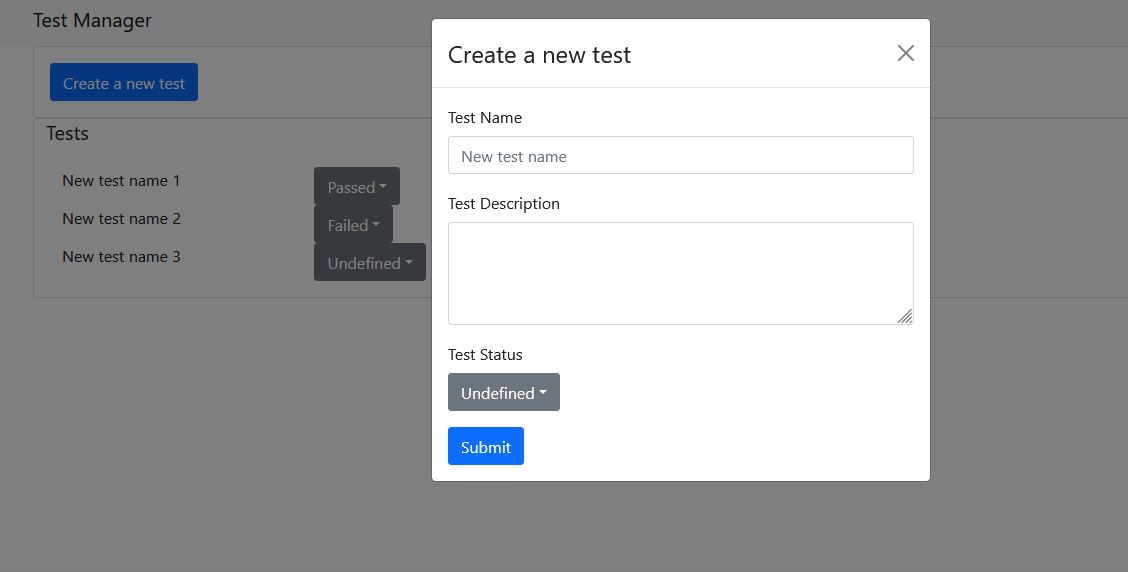 Test Manager
Create a new test
Tests
New test name 1 Passed
New test name 2 Failed
New test name 3 Undefined
Create a new test
Test Name
New test name
Test Description
Test Status
Undefined
Submit